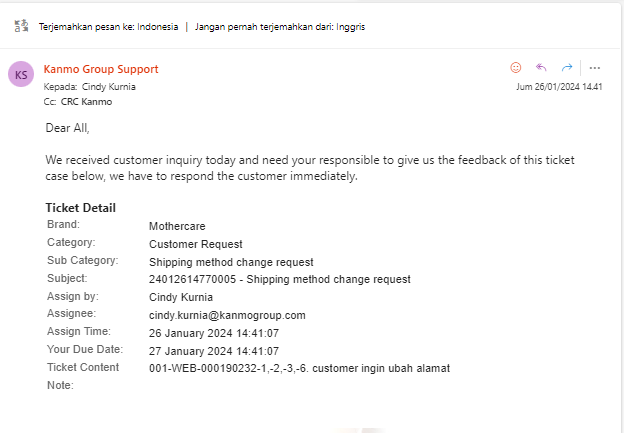 Terjemahkan pesan ke: Indonesia | Jangan pernah terjemahkan dari: Inggris
KS
Kanmo Group Support
Kepada: Cindy Kurnia
Jum 26/01/2024 14.41
Cc: CRC Kanmo
Dear All,
We received customer inquiry today and need your responsible to give us the feedback of this ticket
case below, we have to respond the customer immediately.
Ticket Detail
Brand: Mothercare
Category: Customer Request
Sub Category: Shipping method change request
Subject: 24012614770005 - Shipping method change request
Assign by: Cindy Kurnia
Assignee: cindy.kurnia@kanmogroup.com
Assign Time: 26 January 2024 14:41:07
Your Due Date: 27 January 2024 14:41:07
Ticket Content 001-WEB-000190232-1,-2,-3,-6. customer ingin ubah alamat
Note: